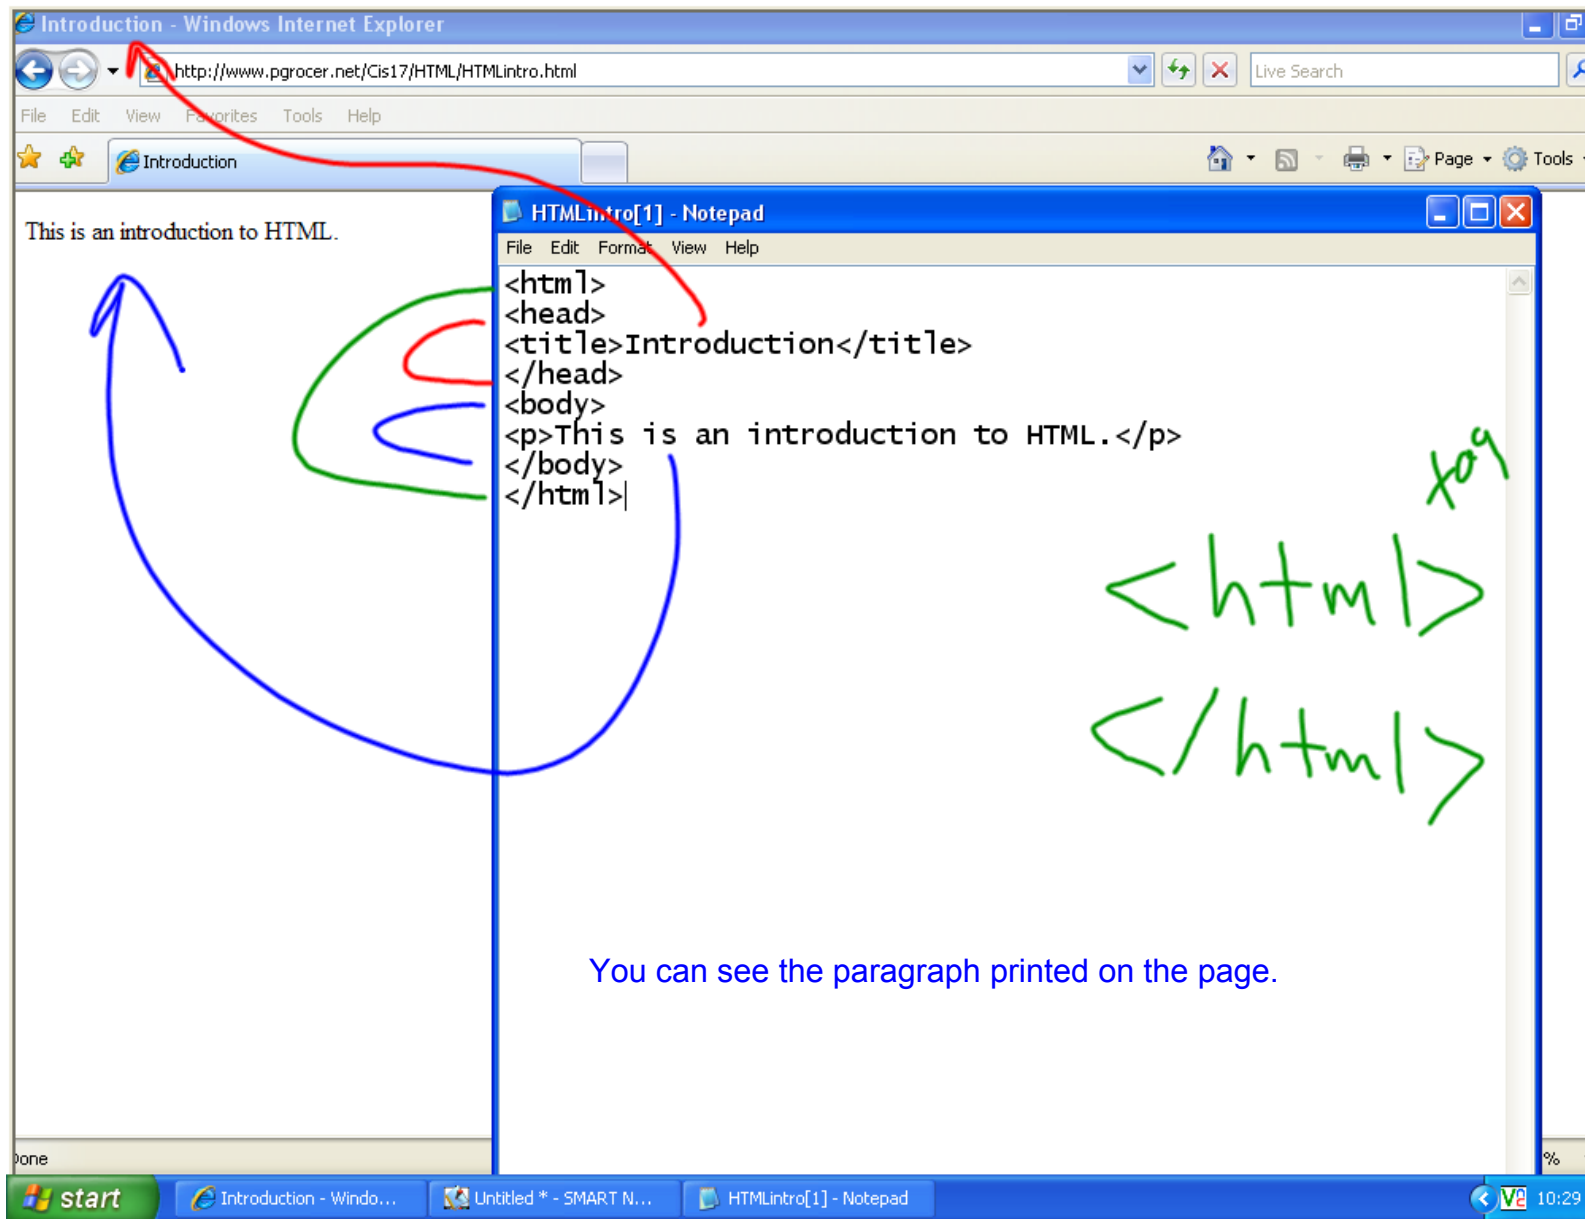 Introduction - Windows Internet Explorer
http://www.pgrocer.net/Cis17/HTML/HTMLintro.html
Live Search
File Edit View Favorites Tools Help
Introduction
Page
Tools
This is an introduction to HTML.
HTMLintro[1] - Notepad
File Edit Format View Help
<html>
<head>
<title>Introduction</title>
</head>
<body>
<p>This is an introduction to HTML.</p>
</body>
</html>
tag
<html>
</html>
You can see the paragraph printed on the page.
Done
%
start
Introduction - Windo...
Untitled * - SMART N...
HTMLintro[1] - Notepad
10:29